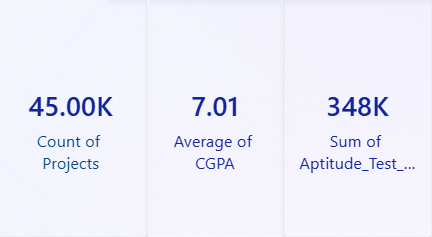 45.00K
Count of
Projects
7.01
Average of
CGPA
348K
Sum of
Aptitude_Test_...